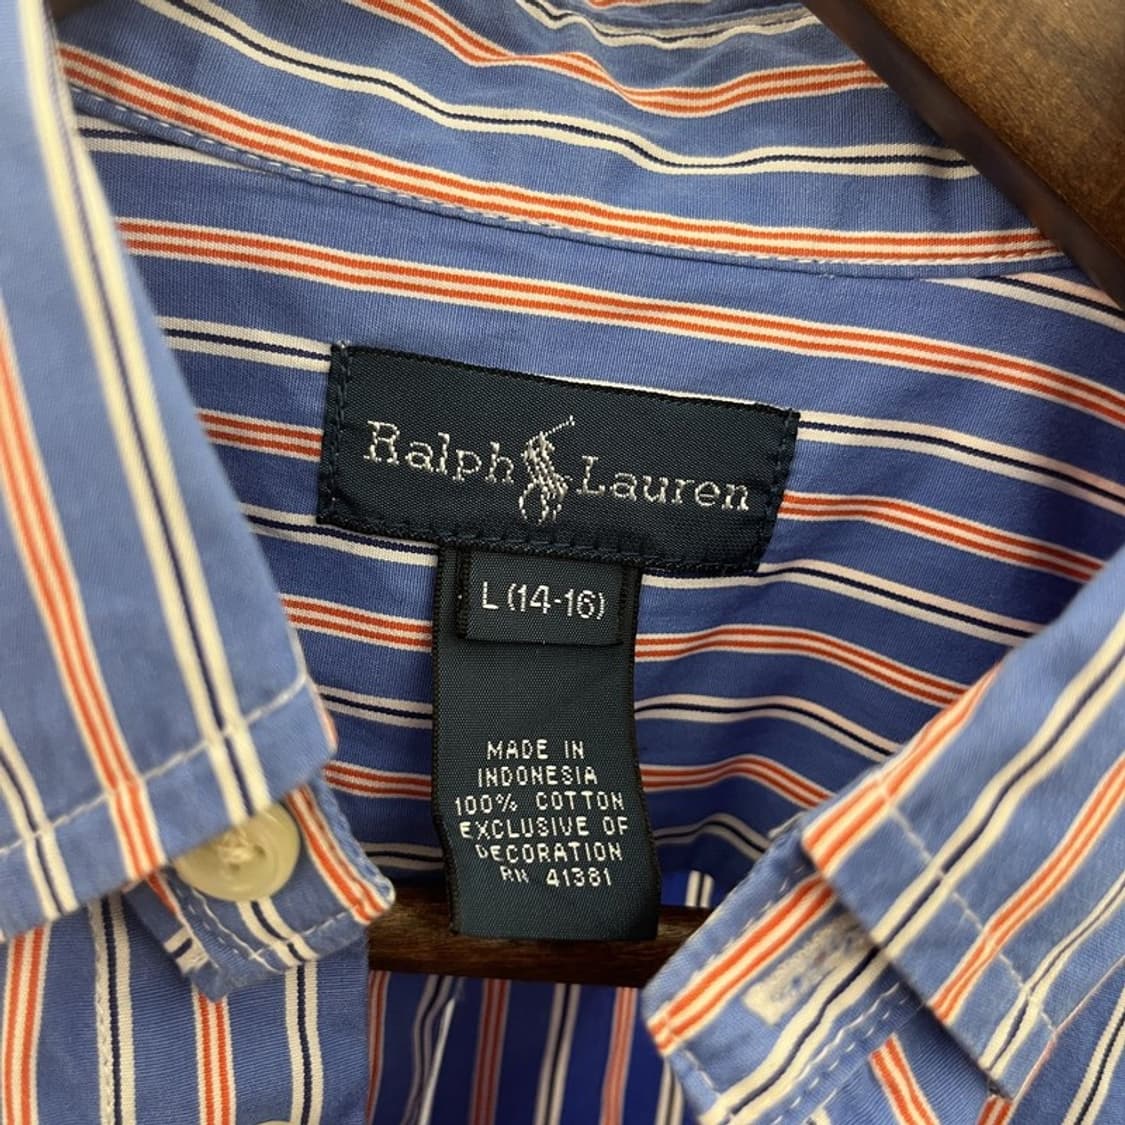 Ralph Lauren
L (14-16)
MADE IN
INDONESIA
100% COTTON
EXCLUSIVE OF
DECORATION
RN 41381